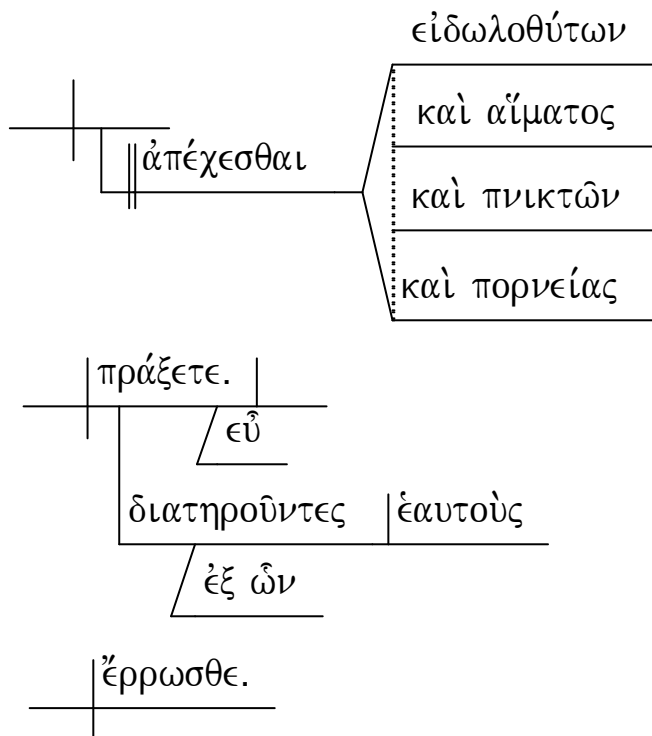 εἰδωλοθύτων
καὶ αἵματος
ἀπέχεσθαι
καὶ πνικτῶν
καὶ πορνείας
πράξετε.
εὖ
διατηροῦντες ἑαυτοὺς
ἐξ ὧν
ἔρρωσθε.